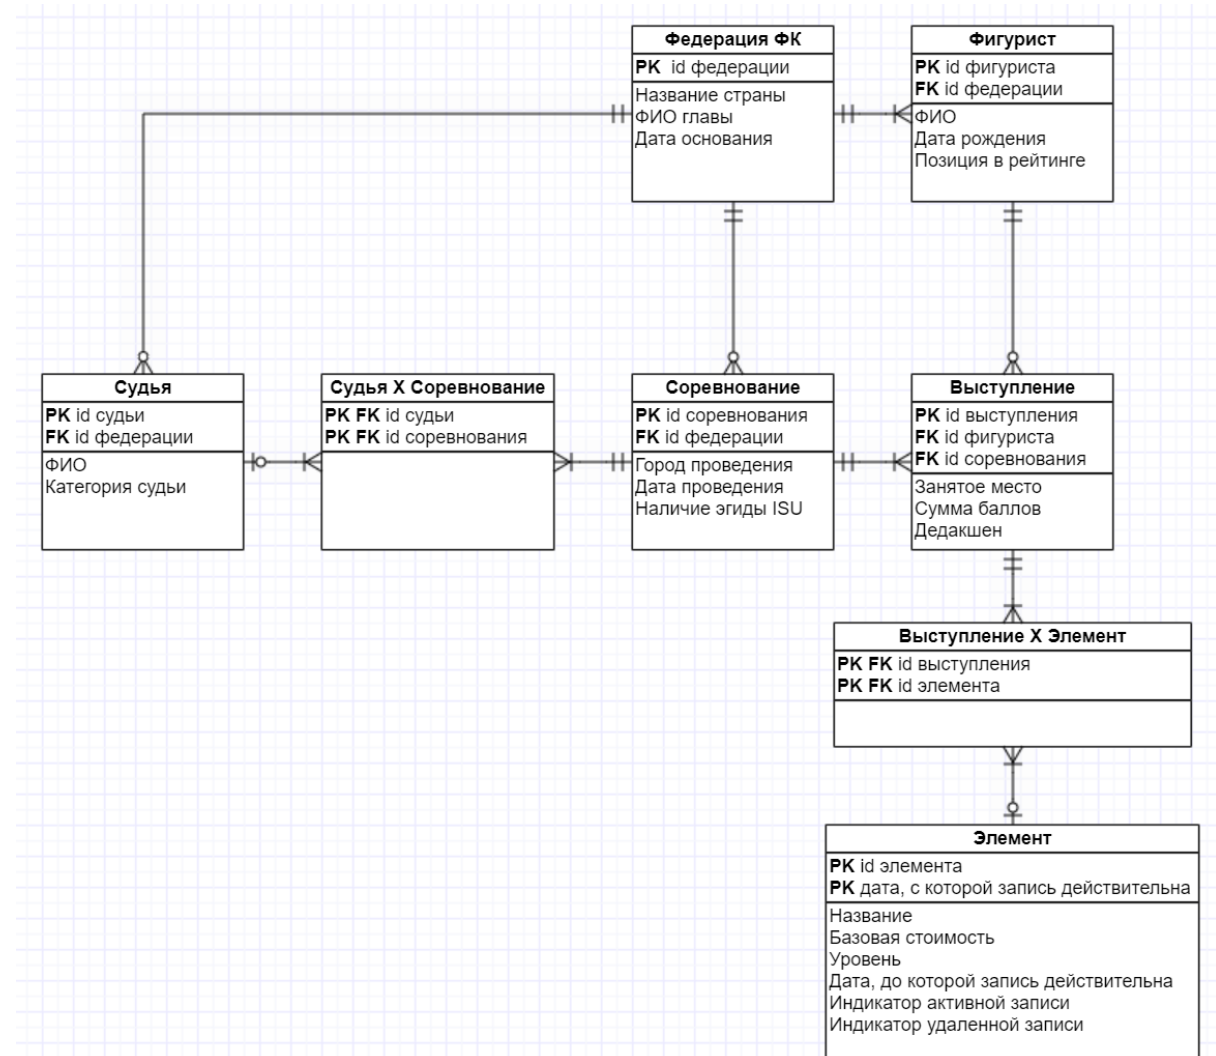 Федерация ФК
PK id федерации
Название страны
ФИО главы
Дата основания
Фигурист
PK id фигуриста
FK id федерации
ФИО
Дата рождения
Позиция в рейтинге
Судья
PK id судьи
FK id федерации
ФИО
Категория судьи
Судья X Соревнование
PK FK id судьи
PK FK id соревнования
Соревнование
PK id соревнования
FK id федерации
Город проведения
Дата проведения
Наличие эгиды ISU
Выступление
PK id выступления
FK id фигуриста
FK id соревнования
Занятое место
Сумма баллов
Дедакшен
Выступление X Элемент
PK FK id выступления
PK FK id элемента
Элемент
PK id элемента
PK дата, с которой запись действительна
Название
Базовая стоимость
Уровень
Дата, до которой запись действительна
Индикатор активной записи
Индикатор удаленной записи